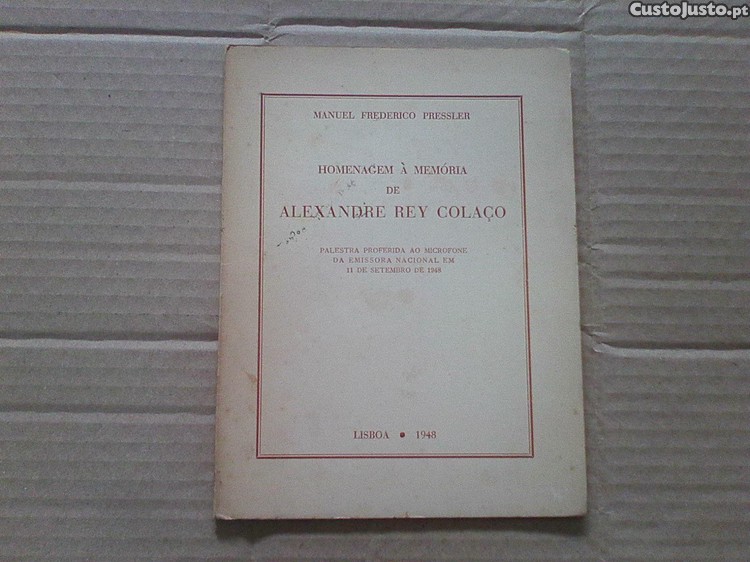 CustoJusto.pt
MANUEL FREDERICO PRESSLER
HOMENAGEM À MEMÓRIA
DE
ALEXANDRE REY COLAÇO
PALESTRA PROFERIDA AO MICROFONE
DA EMISSORA NACIONAL EM
11 DE SETEMBRO DE 1948
LISBOA • 1948